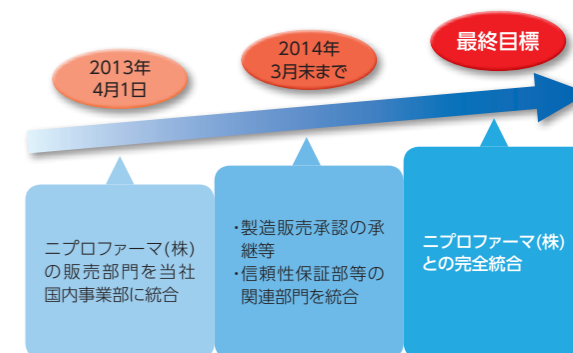 2013年
4月1日
2014年
3月末まで
最終目標
ニプロファーマ(株)
の販売部門を当社
国内事業部に統合
・製造販売承認の承
継等
・信頼性保証部等の
関連部門を統合
ニプロファーマ(株)
との完全統合